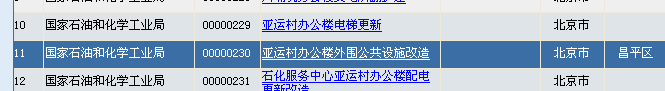 10 国家石油和化学工业局 00000229 亚运村办公楼电梯更新 北京市
11 国家石油和化学工业局 00000230 亚运村办公楼外围公共设施改造 北京市 昌平区
12 国家石油和化学工业局 00000231 石化服务中心亚运村办公楼配电 北京市
更新改造